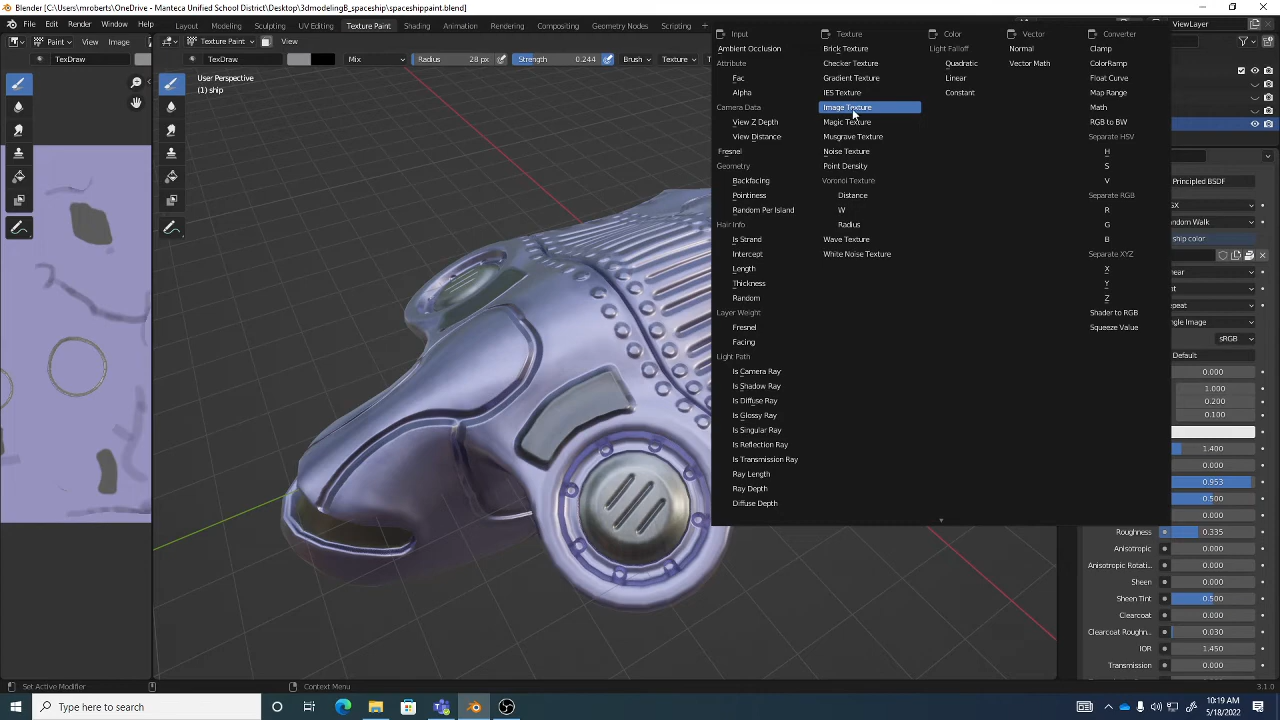 Blender [C:\Users\mroberts\OneDrive - Manteca Unified School District\Desktop\3dmodelingB_spaceship\spaceshippaint.blend]
File Edit Render Window Help Layout Modeling Sculpting UV Editing Texture Paint Shading Animation Rendering Compositing Geometry Nodes Scripting + ViewLayer
Paint View Image Texture Paint View
TexDraw TexDraw Mix Radius 28 px Strength 0.244 Brush Texture
User Perspective
(1) ship
Input Texture Color Vector Converter
Ambient Occlusion Brick Texture Light Falloff Normal Clamp
Attribute Checker Texture Quadratic Vector Math ColorRamp
Fac Gradient Texture Linear Float Curve
Alpha IES Texture Constant Map Range
Camera Data Image Texture Math
View Z Depth Magic Texture RGB to BW
View Distance Musgrave Texture Separate HSV
Fresnel Noise Texture H
Geometry Point Density S
Backfacing Voronoi Texture V
Pointiness Distance Separate RGB
Random Per Island W R
Hair Info Radius G
Is Strand Wave Texture B
Intercept White Noise Texture Separate XYZ
Length X
Thickness Y
Random Z
Layer Weight Shader to RGB
Fresnel Squeeze Value
Facing
Light Path
Is Camera Ray
Is Shadow Ray
Is Diffuse Ray
Is Glossy Ray
Is Singular Ray
Is Reflection Ray
Is Transmission Ray
Ray Length
Ray Depth
Diffuse Depth
Principled BSDF
GX
ndom Walk
ship color
near
peat
ngle Image
sRGB
Default
0.000
1.000
0.200
0.100
1.400
0.000
0.953
0.500
0.000
Roughness 0.335
Anisotropic 0.000
Anisotropic Rotati... 0.000
Sheen 0.000
Sheen Tint 0.500
Clearcoat 0.000
Clearcoat Roughn... 0.030
IOR 1.450
Transmission 0.000
Set Active Modifier Context Menu 3.1.0
Type here to search
10:19 AM
5/18/2022